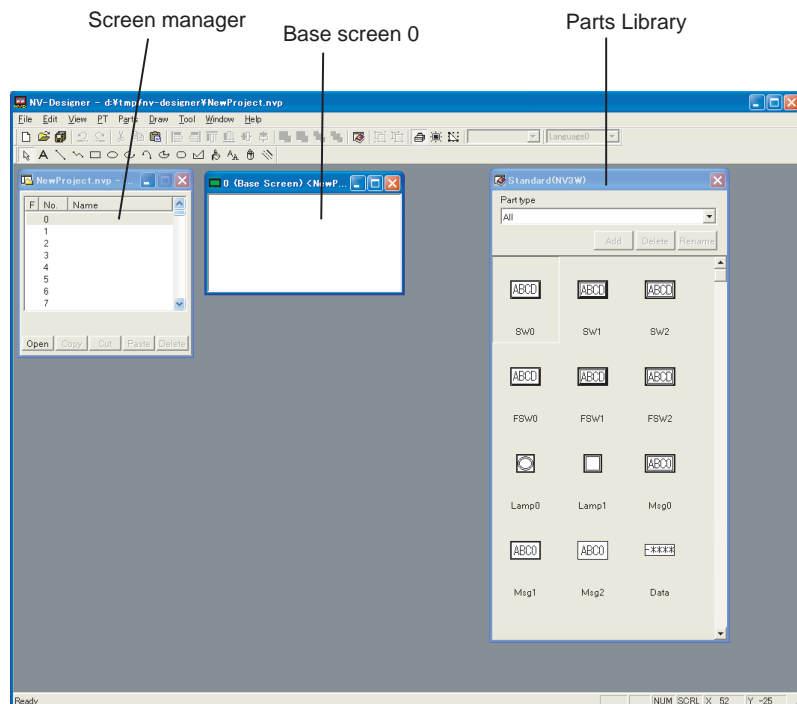 Screen manager
Base screen 0
Parts Library
NV-Designer - d:¥tmp¥nv-designer¥NewProject.nvp
File Edit View PT Parts Draw Tool Window Help
Language0
A
NewProject.nvp - ...
F No. Name
0
1
2
3
4
5
6
7
Open Copy Cut Paste Delete
0 (Base Screen) <NewP...
Standard(NV3W)
Part type
All
Add Delete Rename
ABCD ABCD ABCD
SW0 SW1 SW2
ABCD ABCD ABCD
FSW0 FSW1 FSW2
ABC0
Lamp0 Lamp1 Msg0
ABC0 ABC0 -****
Msg1 Msg2 Data
Ready
NUM SCRL X 52 Y -25